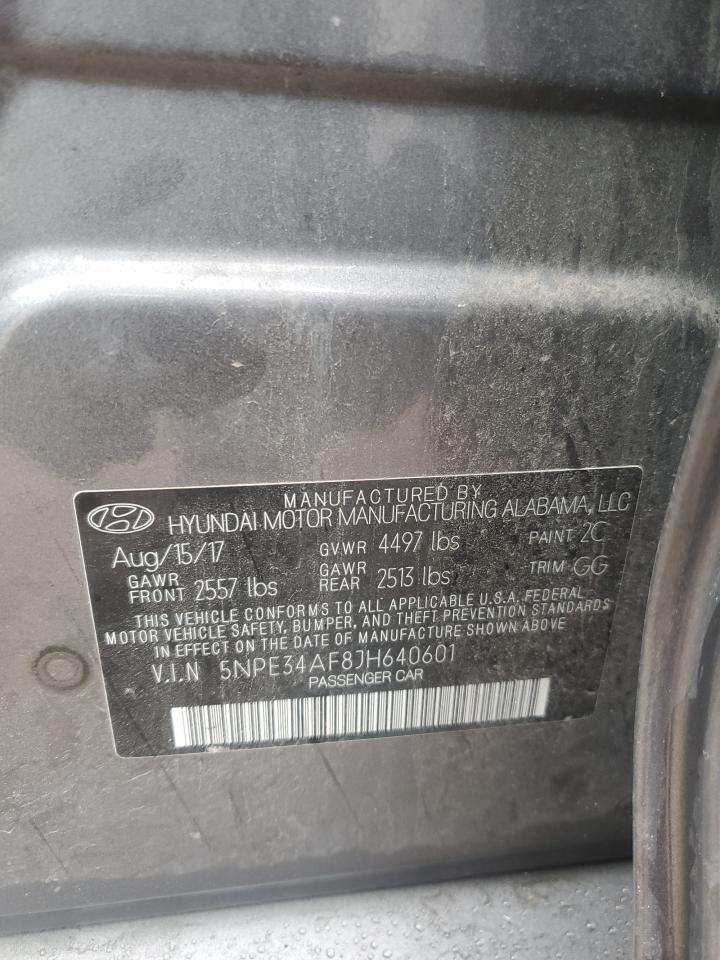 MANUFACTURED BY
HYUNDAI MOTOR MANUFACTURING ALABAMA, LLC
Aug/15/17 GVWR 4497 lbs PAINT 2C
GAWR FRONT 2557 lbs GAWR REAR 2513 lbs TRIM GG
THIS VEHICLE CONFORMS TO ALL APPLICABLE U.S.A. FEDERAL
MOTOR VEHICLE SAFETY, BUMPER, AND THEFT PREVENTION STANDARDS
IN EFFECT ON THE DATE OF MANUFACTURE SHOWN ABOVE
V.I.N 5NPE34AF8JH640601
PASSENGER CAR